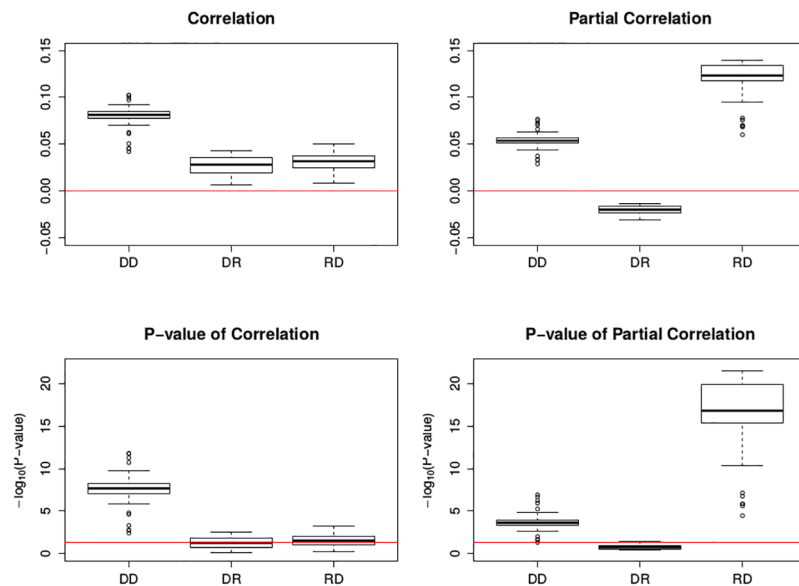 Correlation
0.15
0.10
0.05
0.00
−0.05
DD DR RD
Partial Correlation
0.15
0.10
0.05
0.00
−0.05
DD DR RD
P−value of Correlation
−log10(P−value)
20
15
10
5
0
DD DR RD
P−value of Partial Correlation
−log10(P−value)
20
15
10
5
0
DD DR RD